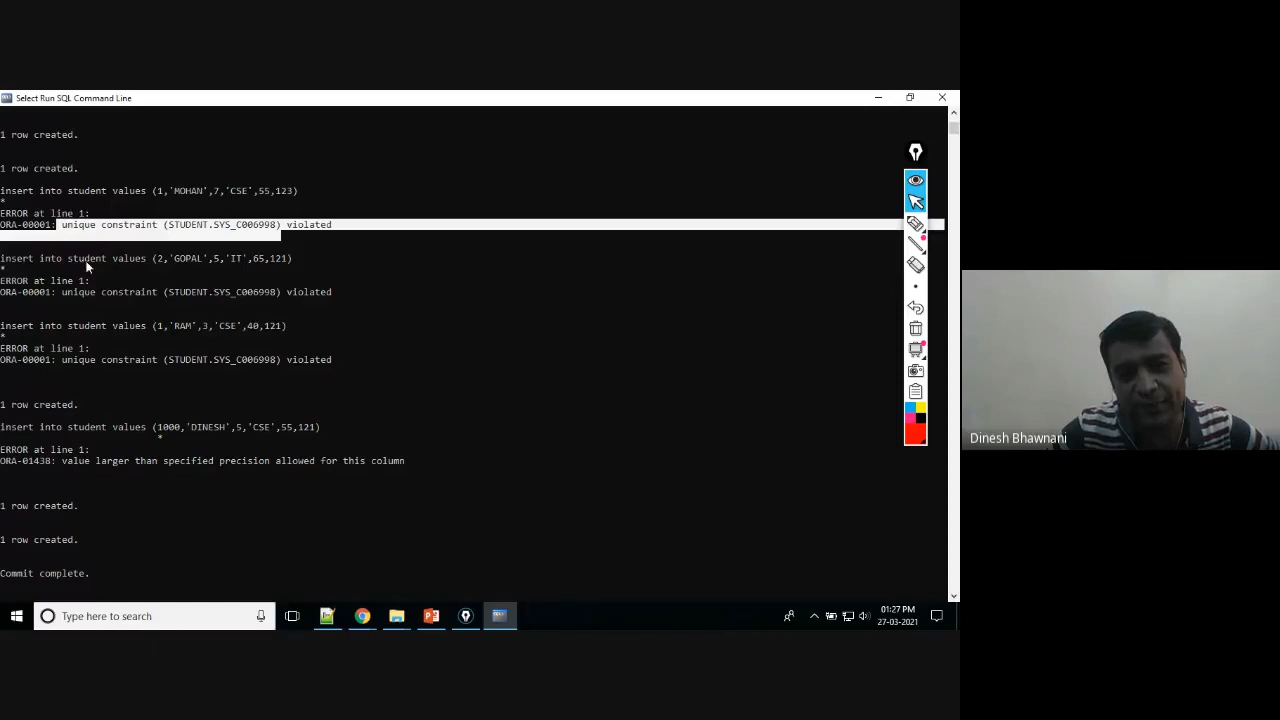 Select Run SQL Command Line
1 row created.
1 row created.
insert into student values (1,'MOHAN',7,'CSE',55,123)
*
ERROR at line 1:
ORA-00001: unique constraint (STUDENT.SYS_C006998) violated
insert into student values (2,'GOPAL',5,'IT',65,121)
*
ERROR at line 1:
ORA-00001: unique constraint (STUDENT.SYS_C006998) violated
insert into student values (1,'RAM',3,'CSE',40,121)
*
ERROR at line 1:
ORA-00001: unique constraint (STUDENT.SYS_C006998) violated
1 row created.
insert into student values (1000,'DINESH',5,'CSE',55,121)
*
ERROR at line 1:
ORA-01438: value larger than specified precision allowed for this column
1 row created.
1 row created.
Commit complete.
Dinesh Bhawnani
Type here to search
01:27 PM
27-03-2021